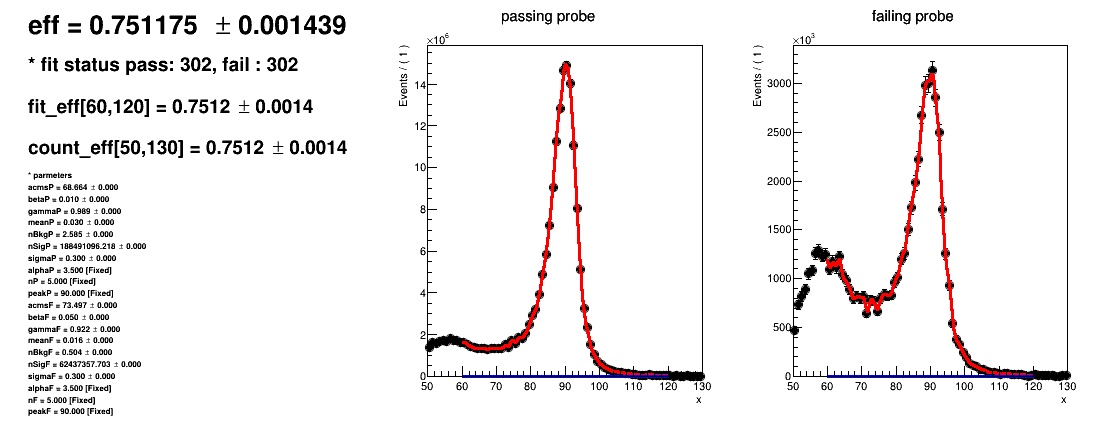 eff = 0.751175 ± 0.001439
* fit status pass: 302, fail : 302
fit_eff[60,120] = 0.7512 ± 0.0014
count_eff[50,130] = 0.7512 ± 0.0014
* parmeters
acmsP = 68.664 ± 0.000
betaP = 0.010 ± 0.000
gammaP = 0.989 ± 0.000
meanP = 0.030 ± 0.000
nBkgP = 2.585 ± 0.000
nSigP = 188491096.218 ± 0.000
sigmaP = 0.300 ± 0.000
alphaP = 3.500 [Fixed]
nP = 5.000 [Fixed]
peakP = 90.000 [Fixed]
acmsF = 73.497 ± 0.000
betaF = 0.050 ± 0.000
gammaF = 0.922 ± 0.000
meanF = 0.016 ± 0.000
nBkgF = 0.504 ± 0.000
nSigF = 62437357.703 ± 0.000
sigmaF = 0.300 ± 0.000
alphaF = 3.500 [Fixed]
nF = 5.000 [Fixed]
peakF = 90.000 [Fixed]
passing probe
×10⁶
Events / ( 1 )
14
12
10
8
6
4
2
0
50 60 70 80 90 100 110 120 130
x
failing probe
×10³
Events / ( 1 )
3000
2500
2000
1500
1000
500
0
50 60 70 80 90 100 110 120 130
x